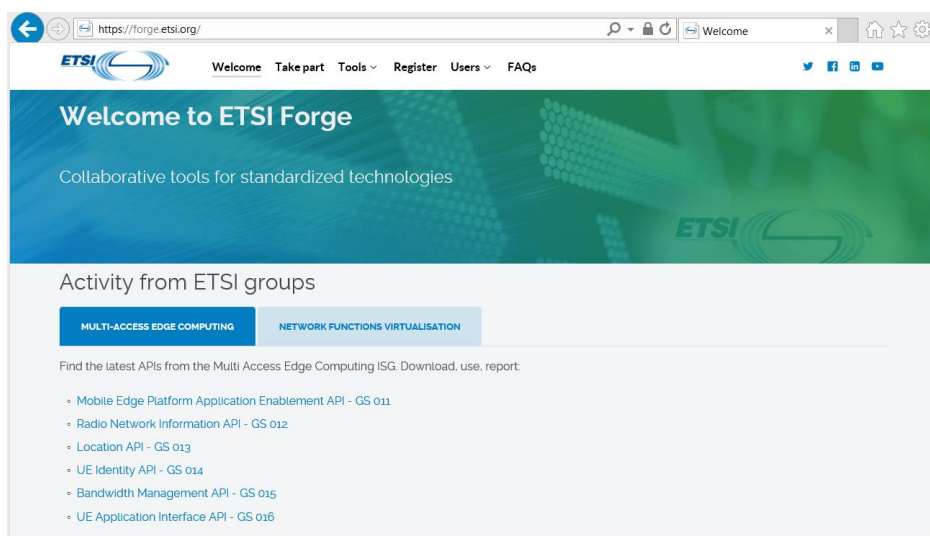 https://forge.etsi.org/
Welcome
ETSI
Welcome Take part Tools Register Users FAQs
Welcome to ETSI Forge
Collaborative tools for standardized technologies
ETSI
Activity from ETSI groups
MULTI-ACCESS EDGE COMPUTING NETWORK FUNCTIONS VIRTUALISATION
Find the latest APIs from the Multi Access Edge Computing ISG. Download, use, report:
Mobile Edge Platform Application Enablement API - GS 011
Radio Network Information API - GS 012
Location API - GS 013
UE Identity API - GS 014
Bandwidth Management API - GS 015
UE Application Interface API - GS 016